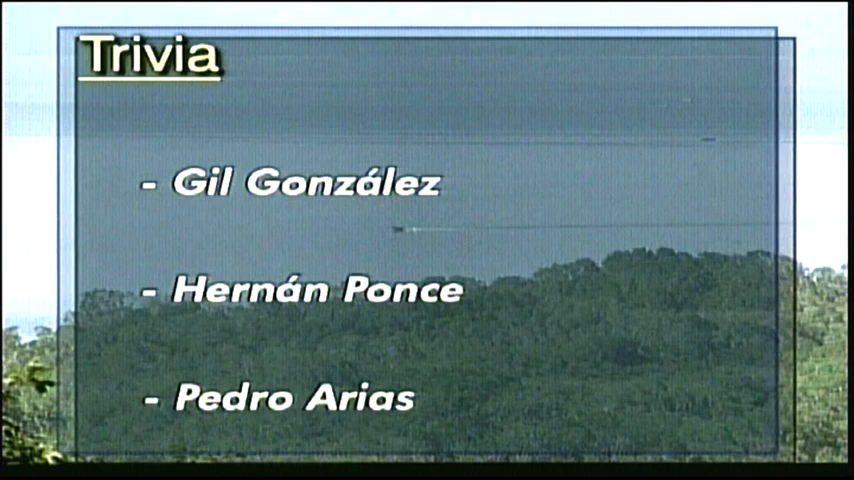 Trivia
- Gil González
- Hernán Ponce
- Pedro Arias